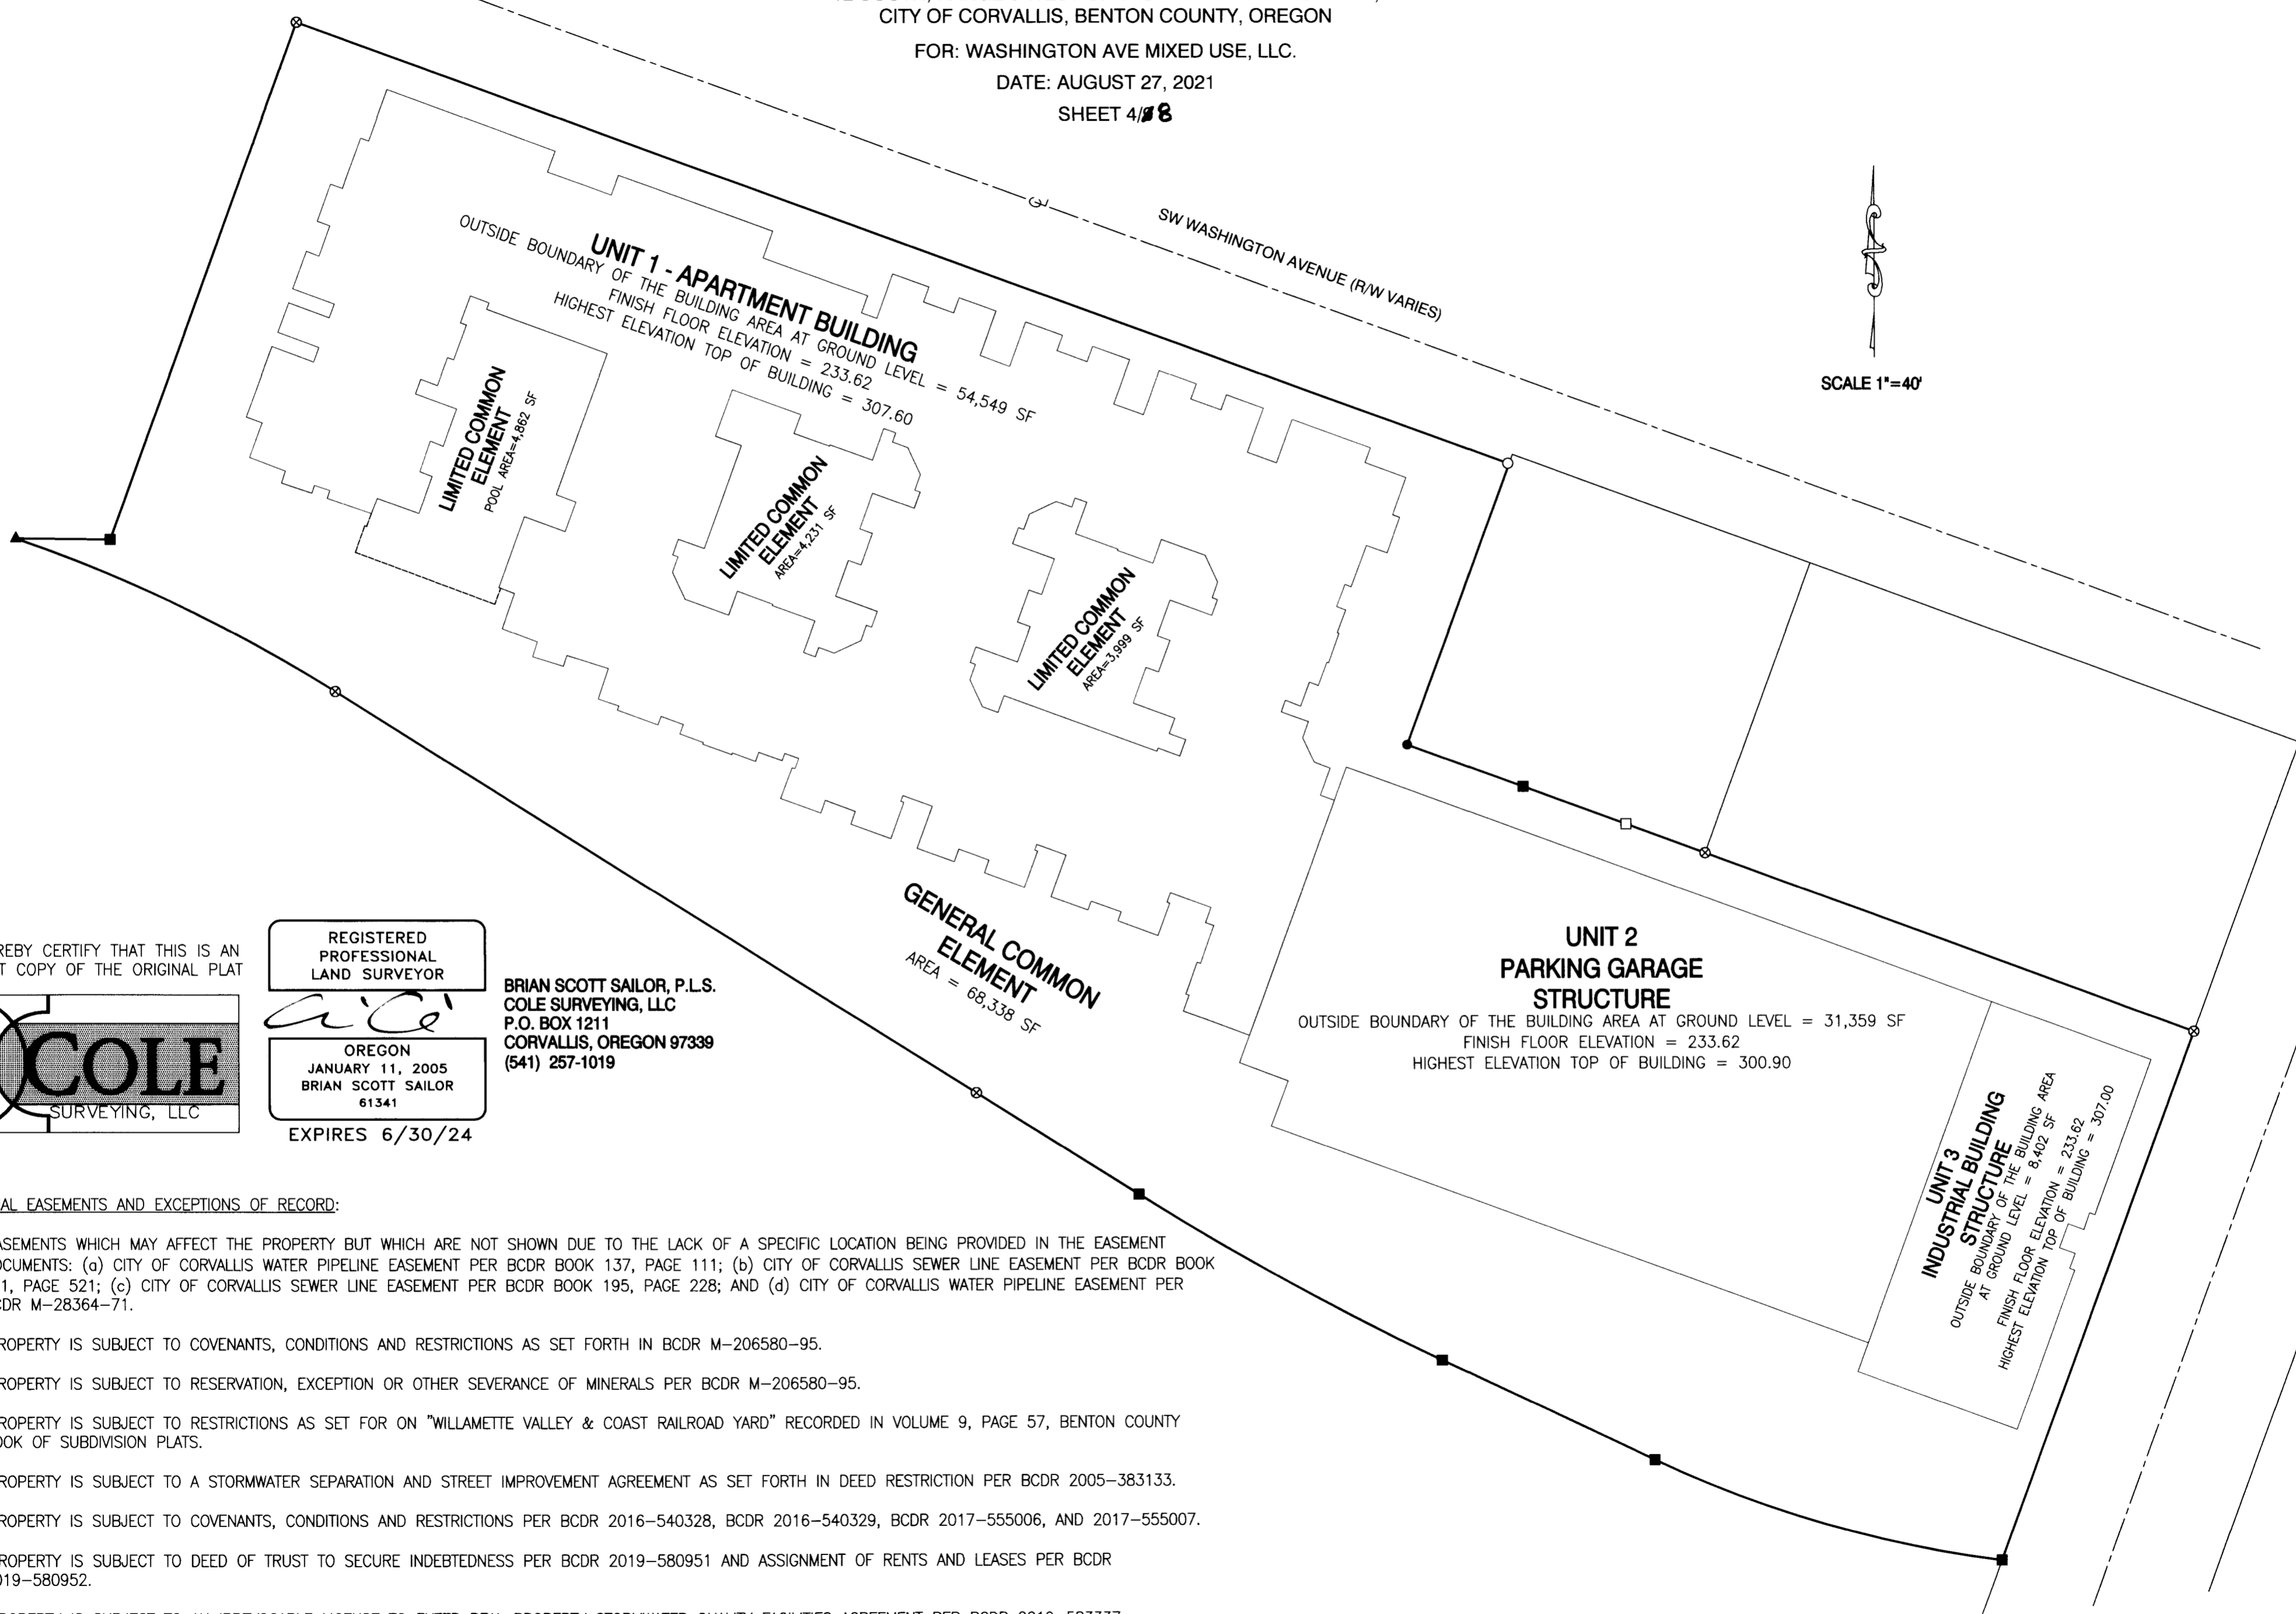 CITY OF CORVALLIS, BENTON COUNTY, OREGON
FOR: WASHINGTON AVE MIXED USE, LLC.
DATE: AUGUST 27, 2021
SHEET 4/8
SW WASHINGTON AVENUE (R/W VARIES)
SCALE 1"=40'
UNIT 1 - APARTMENT BUILDING
OUTSIDE BOUNDARY OF THE BUILDING AREA AT GROUND LEVEL = 54,549 SF
FINISH FLOOR ELEVATION = 233.62
HIGHEST ELEVATION TOP OF BUILDING = 307.60
LIMITED COMMON
ELEMENT
POOL AREA=4,862 SF
LIMITED COMMON
ELEMENT
AREA=4,231 SF
LIMITED COMMON
ELEMENT
AREA=3,999 SF
GENERAL COMMON
ELEMENT
AREA = 68,338 SF
UNIT 2
PARKING GARAGE
STRUCTURE
OUTSIDE BOUNDARY OF THE BUILDING AREA AT GROUND LEVEL = 31,359 SF
FINISH FLOOR ELEVATION = 233.62
HIGHEST ELEVATION TOP OF BUILDING = 300.90
UNIT 3
INDUSTRIAL BUILDING
STRUCTURE
OUTSIDE BOUNDARY OF THE BUILDING AREA
AT GROUND LEVEL = 8,402 SF
FINISH FLOOR ELEVATION = 233.62
HIGHEST ELEVATION TOP OF BUILDING = 307.00
REBY CERTIFY THAT THIS IS AN
T COPY OF THE ORIGINAL PLAT
COLE
SURVEYING, LLC
REGISTERED
PROFESSIONAL
LAND SURVEYOR
OREGON
JANUARY 11, 2005
BRIAN SCOTT SAILOR
61341
EXPIRES 6/30/24
BRIAN SCOTT SAILOR, P.L.S.
COLE SURVEYING, LLC
P.O. BOX 1211
CORVALLIS, OREGON 97339
(541) 257-1019
AL EASEMENTS AND EXCEPTIONS OF RECORD:
ASEMENTS WHICH MAY AFFECT THE PROPERTY BUT WHICH ARE NOT SHOWN DUE TO THE LACK OF A SPECIFIC LOCATION BEING PROVIDED IN THE EASEMENT
OCUMENTS: (a) CITY OF CORVALLIS WATER PIPELINE EASEMENT PER BCDR BOOK 137, PAGE 111; (b) CITY OF CORVALLIS SEWER LINE EASEMENT PER BCDR BOOK
1, PAGE 521; (c) CITY OF CORVALLIS SEWER LINE EASEMENT PER BCDR BOOK 195, PAGE 228; AND (d) CITY OF CORVALLIS WATER PIPELINE EASEMENT PER
CDR M-28364-71.
ROPERTY IS SUBJECT TO COVENANTS, CONDITIONS AND RESTRICTIONS AS SET FORTH IN BCDR M-206580-95.
ROPERTY IS SUBJECT TO RESERVATION, EXCEPTION OR OTHER SEVERANCE OF MINERALS PER BCDR M-206580-95.
ROPERTY IS SUBJECT TO RESTRICTIONS AS SET FOR ON "WILLAMETTE VALLEY & COAST RAILROAD YARD" RECORDED IN VOLUME 9, PAGE 57, BENTON COUNTY
OOK OF SUBDIVISION PLATS.
ROPERTY IS SUBJECT TO A STORMWATER SEPARATION AND STREET IMPROVEMENT AGREEMENT AS SET FORTH IN DEED RESTRICTION PER BCDR 2005-383133.
ROPERTY IS SUBJECT TO COVENANTS, CONDITIONS AND RESTRICTIONS PER BCDR 2016-540328, BCDR 2016-540329, BCDR 2017-555006, AND 2017-555007.
ROPERTY IS SUBJECT TO DEED OF TRUST TO SECURE INDEBTEDNESS PER BCDR 2019-580951 AND ASSIGNMENT OF RENTS AND LEASES PER BCDR
019-580952.